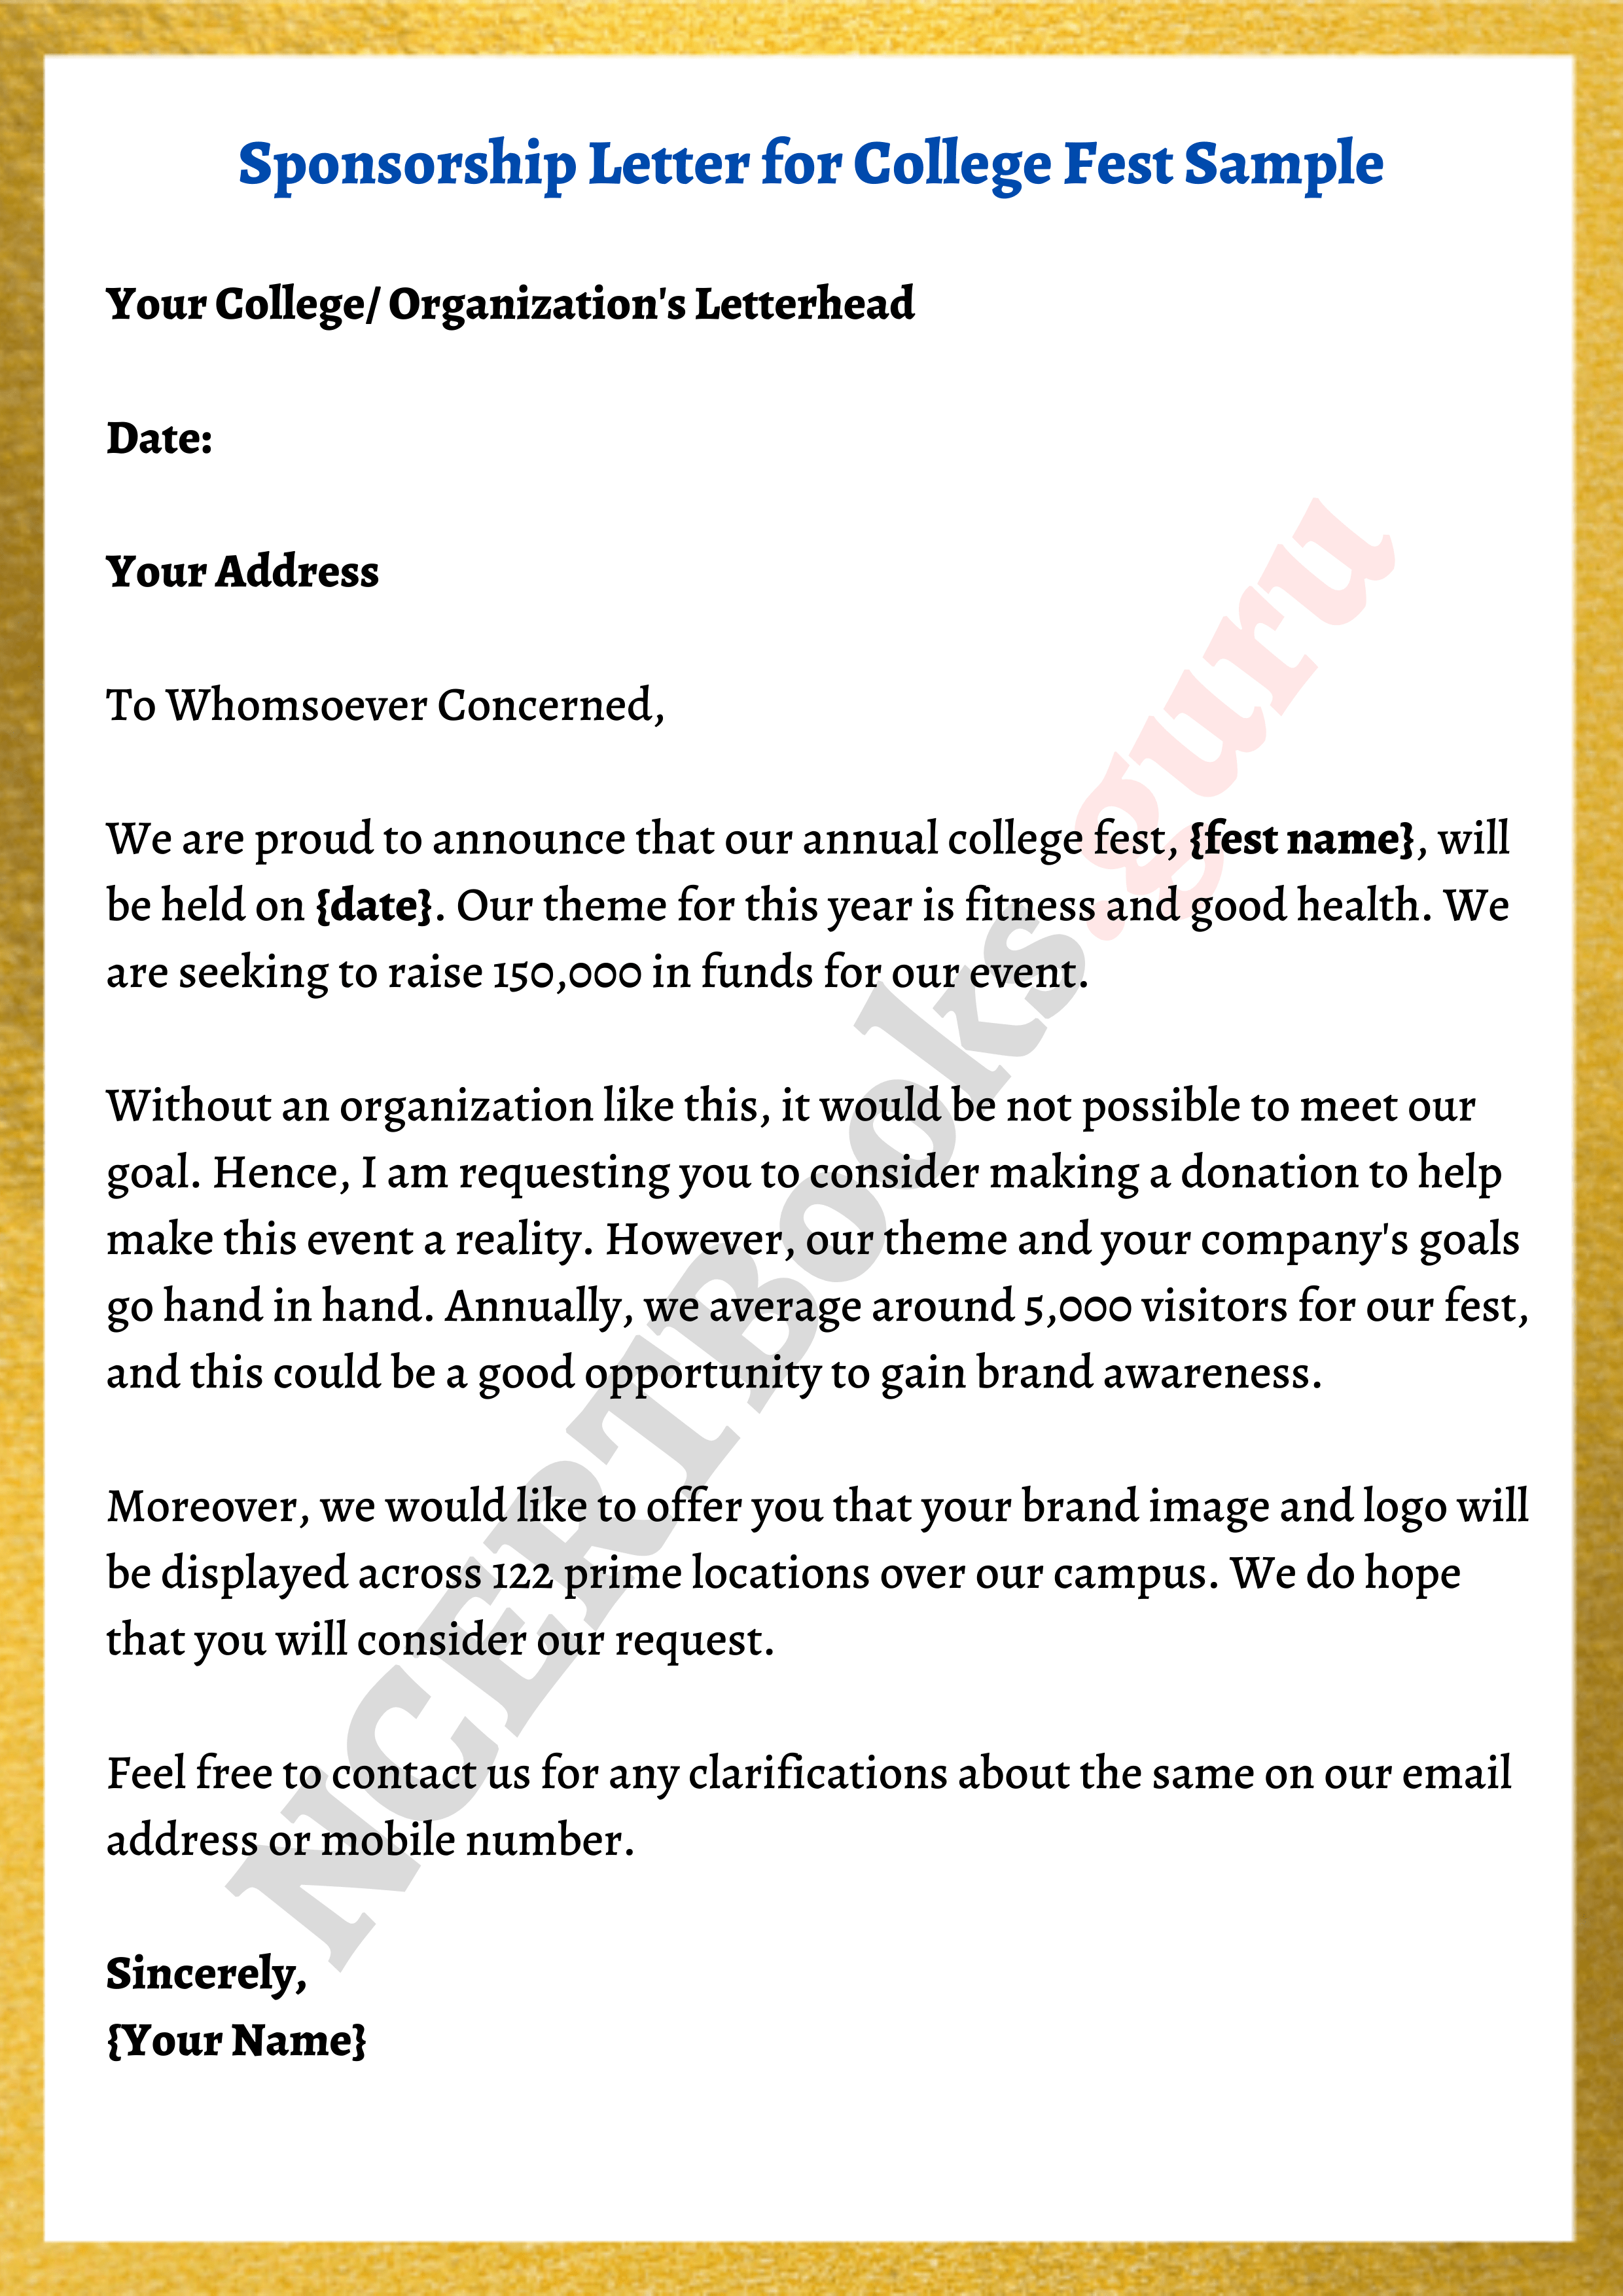 Sponsorship Letter for College Fest Sample
Your College/ Organization's Letterhead
Date:
Your Address
To Whomsoever Concerned,
We are proud to announce that our annual college fest, {fest name}, will
be held on {date}. Our theme for this year is fitness and good health. We
are seeking to raise 150,000 in funds for our event.
Without an organization like this, it would be not possible to meet our
goal. Hence, I am requesting you to consider making a donation to help
make this event a reality. However, our theme and your company's goals
go hand in hand. Annually, we average around 5,000 visitors for our fest,
and this could be a good opportunity to gain brand awareness.
Moreover, we would like to offer you that your brand image and logo will
be displayed across 122 prime locations over our campus. We do hope
that you will consider our request.
Feel free to contact us for any clarifications about the same on our email
address or mobile number.
Sincerely,
{Your Name}
NCERTBooks.guru